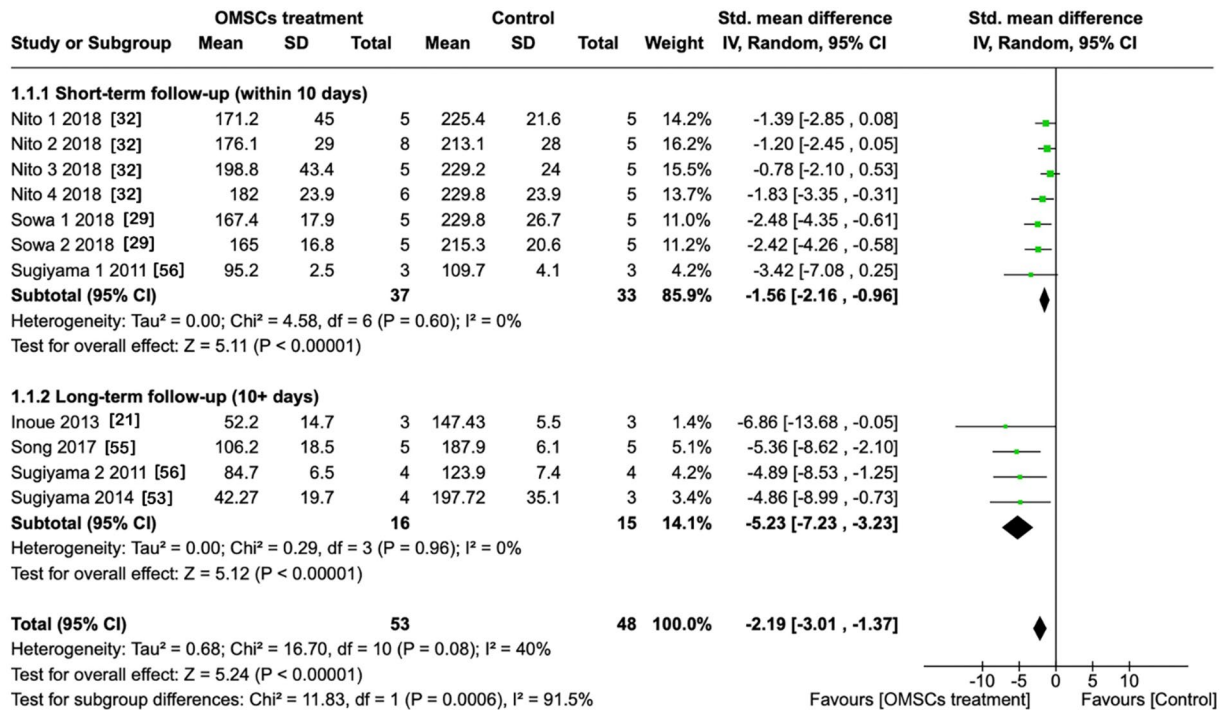 OMSCs treatment Control Std. mean difference Std. mean difference
Study or Subgroup Mean SD Total Mean SD Total Weight IV, Random, 95% CI IV, Random, 95% CI
1.1.1 Short-term follow-up (within 10 days)
Nito 1 2018 [32] 171.2 45 5 225.4 21.6 5 14.2% -1.39 [-2.85 , 0.08]
Nito 2 2018 [32] 176.1 29 8 213.1 28 5 16.2% -1.20 [-2.45 , 0.05]
Nito 3 2018 [32] 198.8 43.4 5 229.2 24 5 15.5% -0.78 [-2.10 , 0.53]
Nito 4 2018 [32] 182 23.9 6 229.8 23.9 5 13.7% -1.83 [-3.35 , -0.31]
Sowa 1 2018 [29] 167.4 17.9 5 229.8 26.7 5 11.0% -2.48 [-4.35 , -0.61]
Sowa 2 2018 [29] 165 16.8 5 215.3 20.6 5 11.2% -2.42 [-4.26 , -0.58]
Sugiyama 1 2011 [56] 95.2 2.5 3 109.7 4.1 3 4.2% -3.42 [-7.08 , 0.25]
Subtotal (95% CI) 37 33 85.9% -1.56 [-2.16 , -0.96]
Heterogeneity: Tau² = 0.00; Chi² = 4.58, df = 6 (P = 0.60); I² = 0%
Test for overall effect: Z = 5.11 (P < 0.00001)
1.1.2 Long-term follow-up (10+ days)
Inoue 2013 [21] 52.2 14.7 3 147.43 5.5 3 1.4% -6.86 [-13.68 , -0.05]
Song 2017 [55] 106.2 18.5 5 187.9 6.1 5 5.1% -5.36 [-8.62 , -2.10]
Sugiyama 2 2011 [56] 84.7 6.5 4 123.9 7.4 4 4.2% -4.89 [-8.53 , -1.25]
Sugiyama 2014 [53] 42.27 19.7 4 197.72 35.1 3 3.4% -4.86 [-8.99 , -0.73]
Subtotal (95% CI) 16 15 14.1% -5.23 [-7.23 , -3.23]
Heterogeneity: Tau² = 0.00; Chi² = 0.29, df = 3 (P = 0.96); I² = 0%
Test for overall effect: Z = 5.12 (P < 0.00001)
Total (95% CI) 53 48 100.0% -2.19 [-3.01 , -1.37]
Heterogeneity: Tau² = 0.68; Chi² = 16.70, df = 10 (P = 0.08); I² = 40%
Test for overall effect: Z = 5.24 (P < 0.00001) -10 -5 0 5 10
Test for subgroup differences: Chi² = 11.83, df = 1 (P = 0.0006), I² = 91.5% Favours [OMSCs treatment] Favours [Control]